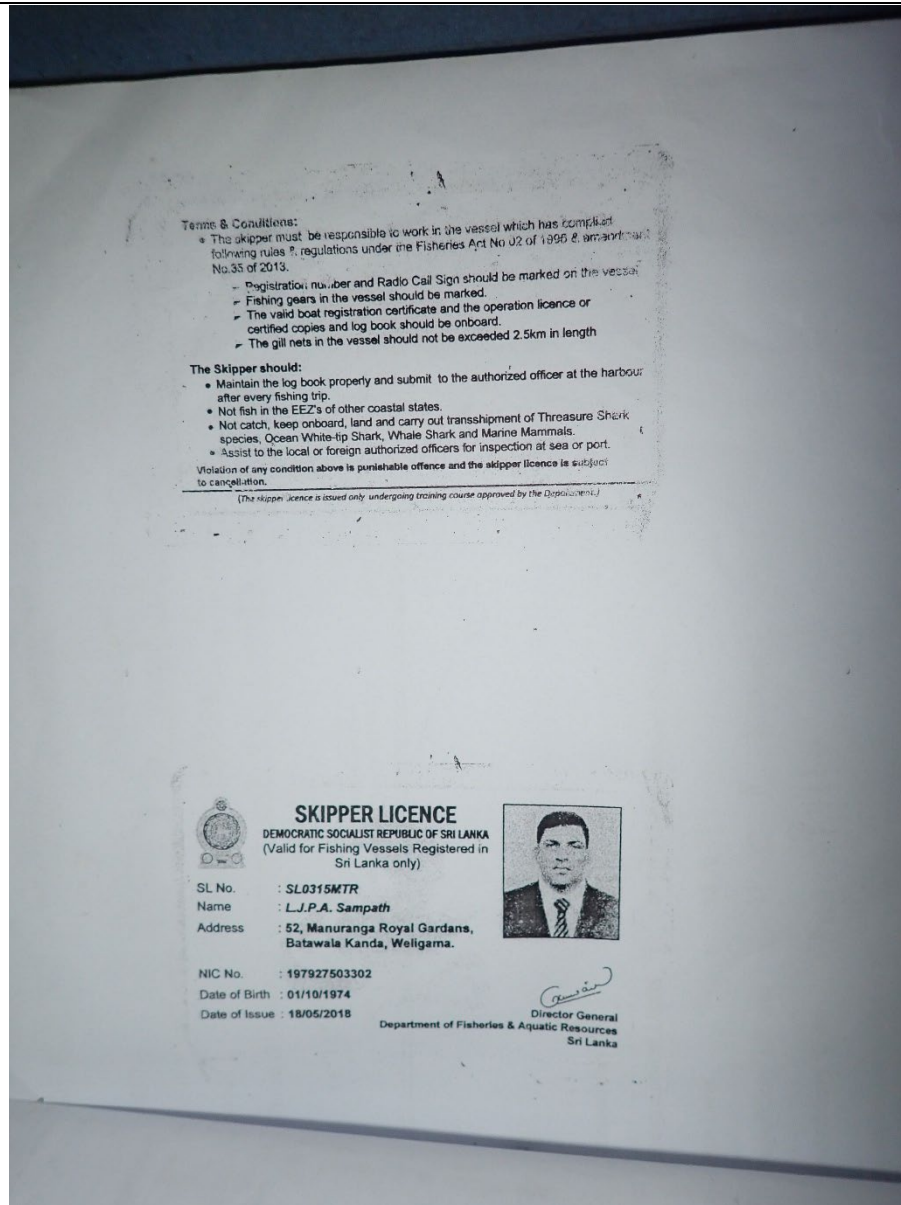 Terms & Conditions:
• The skipper must be responsible to work in the vessel which has compliant
following rules & regulations under the Fisheries Act No 02 of 1996 & amandment
No.35 of 2013.
Registration number and Radio Call Sign should be marked on the vessel
Fishing gears in the vessel should be marked.
The valid boat registration certificate and the operation licence or
certified copies and log book should be onboard.
The gill nets in the vessel should not be exceeded 2.5km in length
The Skipper should:
• Maintain the log book properly and submit to the authorized officer at the harbour
after every fishing trip.
• Not fish in the EEZ's of other coastal states.
• Not catch, keep onboard, land and carry out transshipment of Threasure Shark
species, Ocean White-tip Shark, Whale Shark and Marine Mammals.
• Assist to the local or foreign authorized officers for inspection at sea or port.
Violation of any condition above is punishable offence and the skipper licence is subject
to cancellation.
(The skipper licence is issued only undergoing training course approved by the Department.)
SKIPPER LICENCE
DEMOCRATIC SOCIALIST REPUBLIC OF SRI LANKA
(Valid for Fishing Vessels Registered in
Sri Lanka only)
SL No. : SL0315MTR
Name : L.J.P.A. Sampath
Address : 52, Manuranga Royal Gardans,
Batawala Kanda, Weligama.
NIC No. : 197927503302
Date of Birth : 01/10/1974
Date of Issue : 18/05/2018
Director General
Department of Fisheries & Aquatic Resources
Sri Lanka